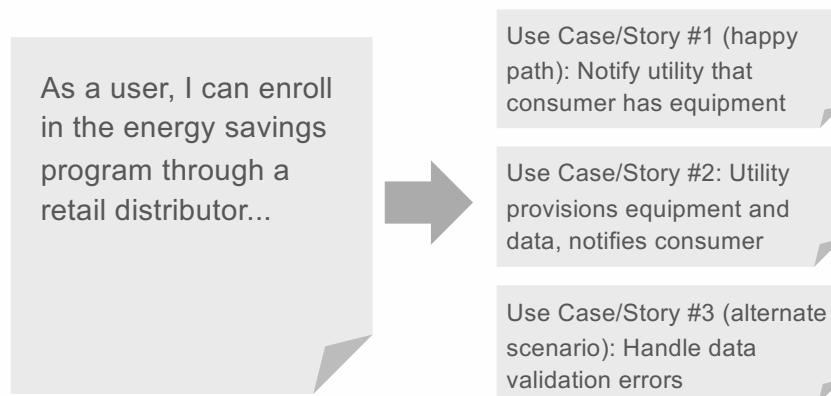 As a user, I can enroll
in the energy savings
program through a
retail distributor...
Use Case/Story #1 (happy
path): Notify utility that
consumer has equipment
Use Case/Story #2: Utility
provisions equipment and
data, notifies consumer
Use Case/Story #3 (alternate
scenario): Handle data
validation errors